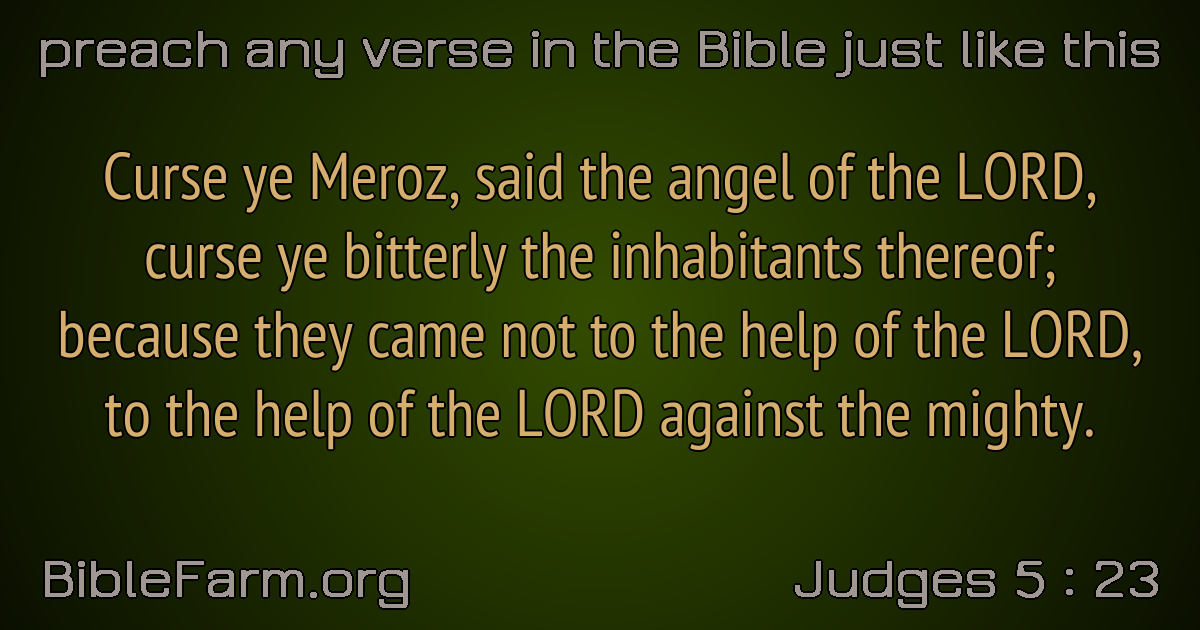 preach any verse in the Bible just like this
Curse ye Meroz, said the angel of the LORD,
curse ye bitterly the inhabitants thereof;
because they came not to the help of the LORD,
to the help of the LORD against the mighty.
BibleFarm.org
Judges 5 : 23